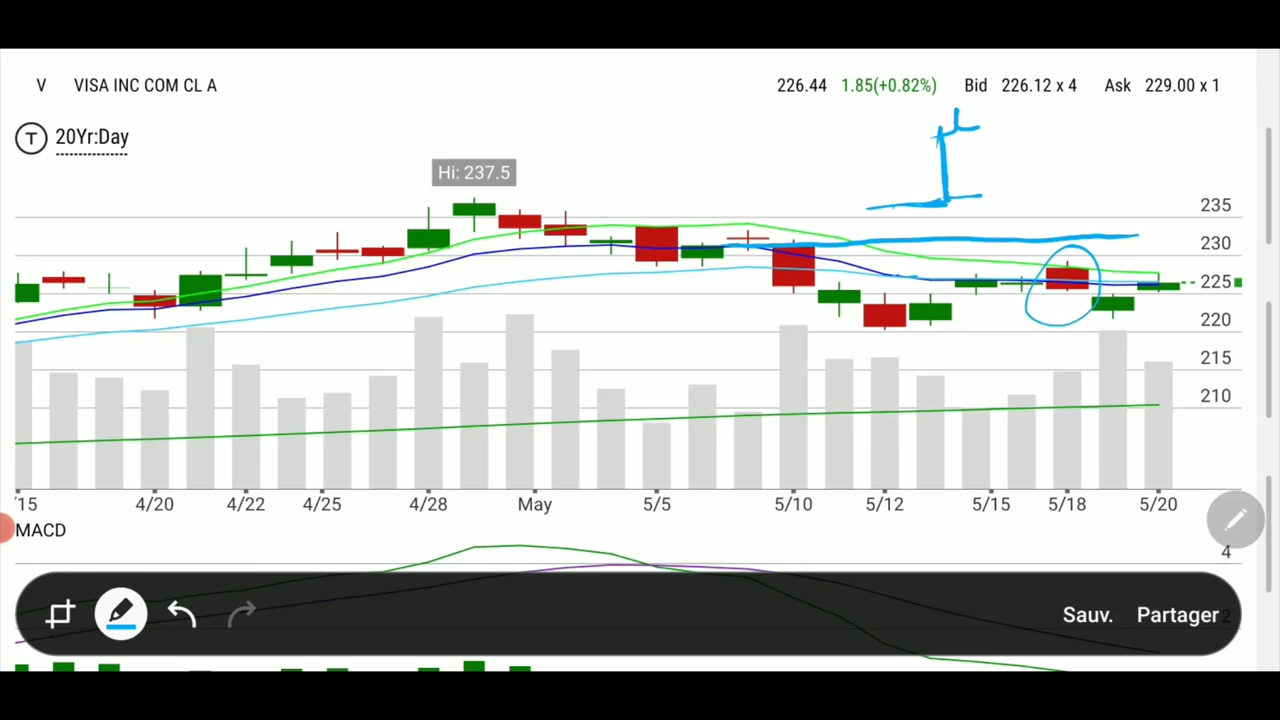 V VISA INC COM CL A 226.44 1.85(+0.82%) Bid 226.12 x 4 Ask 229.00 x 1
T 20Yr:Day
Hi: 237.5
235
230
225
220
215
210
'15 4/20 4/22 4/25 4/28 May 5/5 5/10 5/12 5/15 5/18 5/20
MACD
4
Sauv. Partager
2